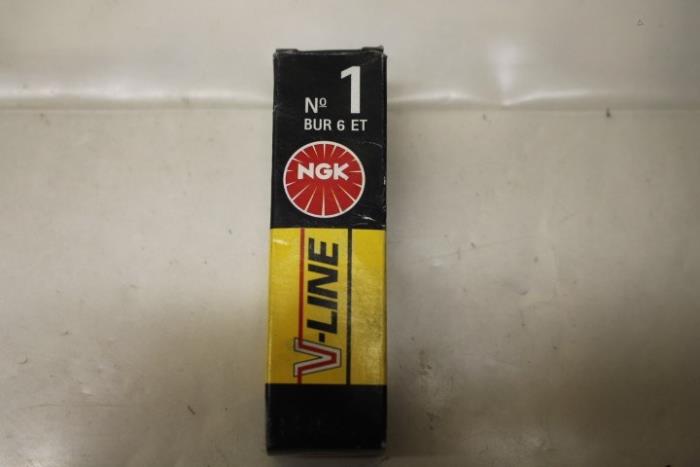 Nº 1
BUR 6 ET
NGK
V-LINE